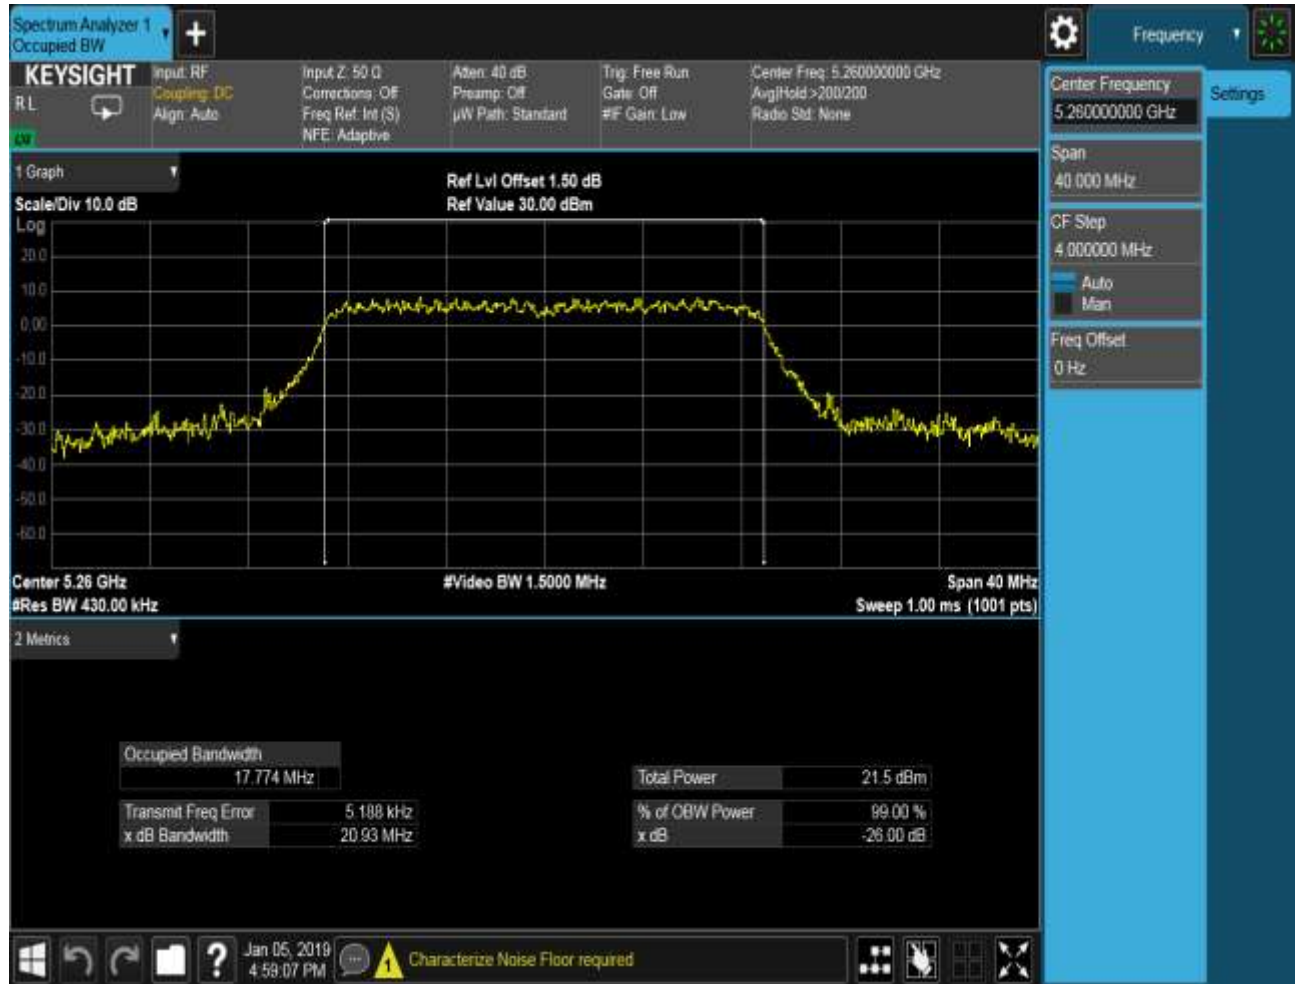 Spectrum Analyzer 1
Occupied BW
Frequency
KEYSIGHT
RL
Input: RF
Coupling: DC
Align: Auto
Input Z: 50 Ω
Corrections: Off
Freq Ref: Int (S)
NFE: Adaptive
Atten: 40 dB
Preamp: Off
µW Path: Standard
Trig: Free Run
Gate: Off
#IF Gain: Low
Center Freq: 5.260000000 GHz
Avg|Hold:>200/200
Radio Std: None
Center Frequency
5.260000000 GHz
Settings
Span
40.000 MHz
CF Step
4.000000 MHz
Auto
Man
Freq Offset
0 Hz
1 Graph
Scale/Div 10.0 dB
Ref Lvl Offset 1.50 dB
Ref Value 30.00 dBm
Log
20.0
10.0
0.00
-10.0
-20.0
-30.0
-40.0
-50.0
-60.0
Center 5.26 GHz
#Video BW 1.5000 MHz
Span 40 MHz
#Res BW 430.00 kHz
Sweep 1.00 ms (1001 pts)
2 Metrics
Occupied Bandwidth
17.774 MHz
Total Power 21.5 dBm
Transmit Freq Error 5.188 kHz
% of OBW Power 99.00 %
x dB Bandwidth 20.93 MHz
x dB -26.00 dB
Jan 05, 2019
4:59:07 PM
?
1
Characterize Noise Floor required